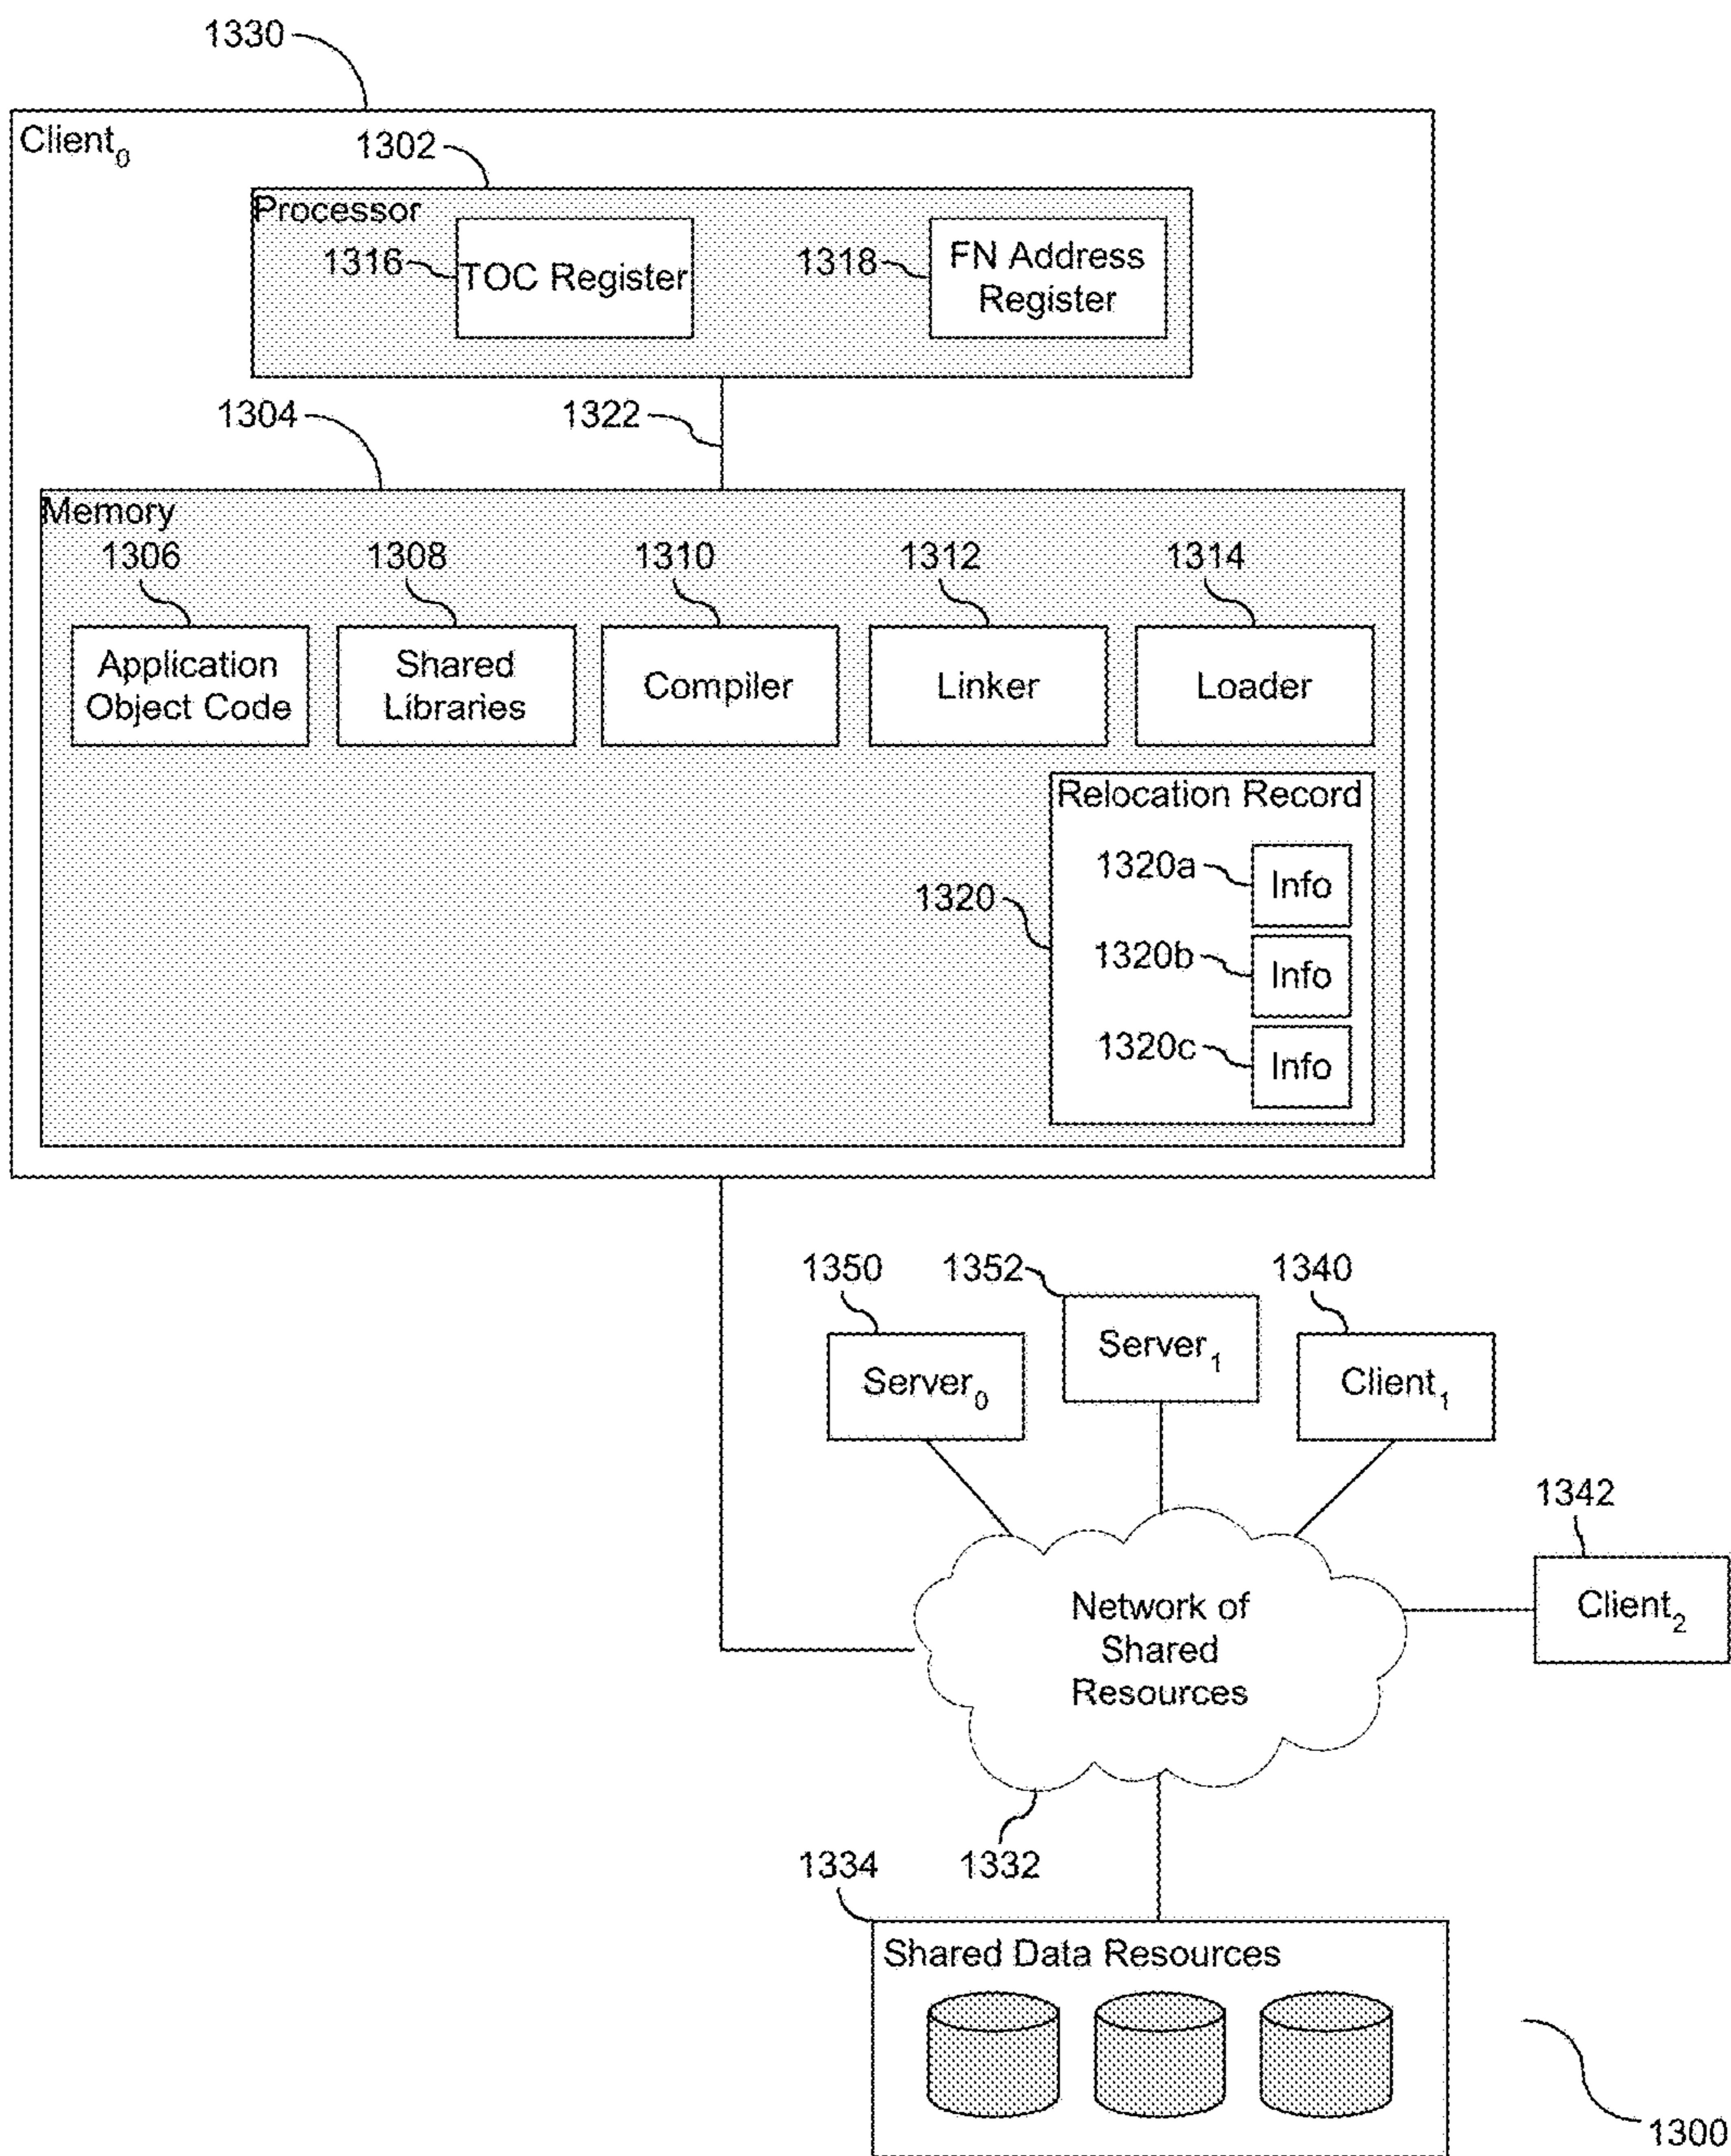 1330
Client0
1302
Processor
1316
TOC Register
1318
FN Address
Register
1304
1322
Memory
1306
1308
1310
1312
1314
Application
Object Code
Shared
Libraries
Compiler
Linker
Loader
Relocation Record
1320
1320a
Info
1320b
Info
1320c
Info
1350
1352
1340
Server0
Server1
Client1
1342
Client2
Network of
Shared
Resources
1334
1332
Shared Data Resources
1300